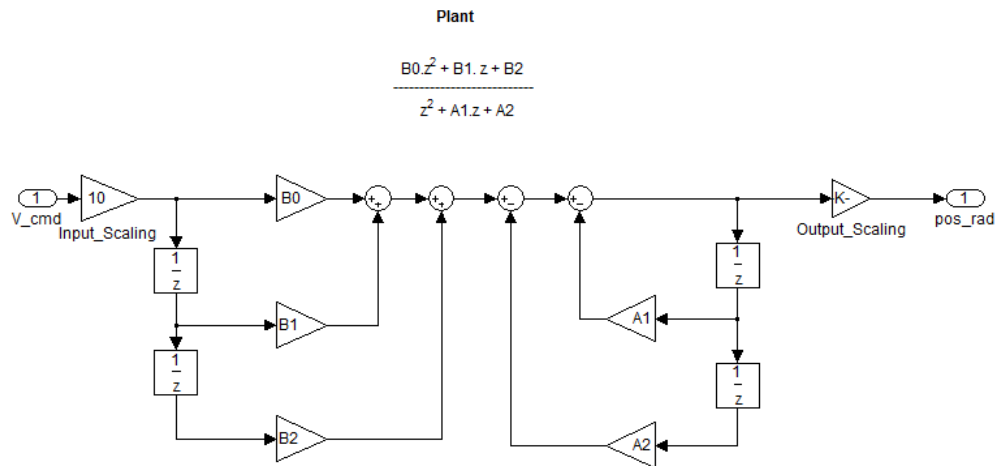 Plant
B0.z² + B1. z + B2
---------------------------
z² + A1.z + A2
1
V_cmd
10
Input_Scaling
B0
+
+
+
+
+
−
+
−
K-
Output_Scaling
1
pos_rad
1
z
1
z
B1
A1
1
z
1
z
B2
A2